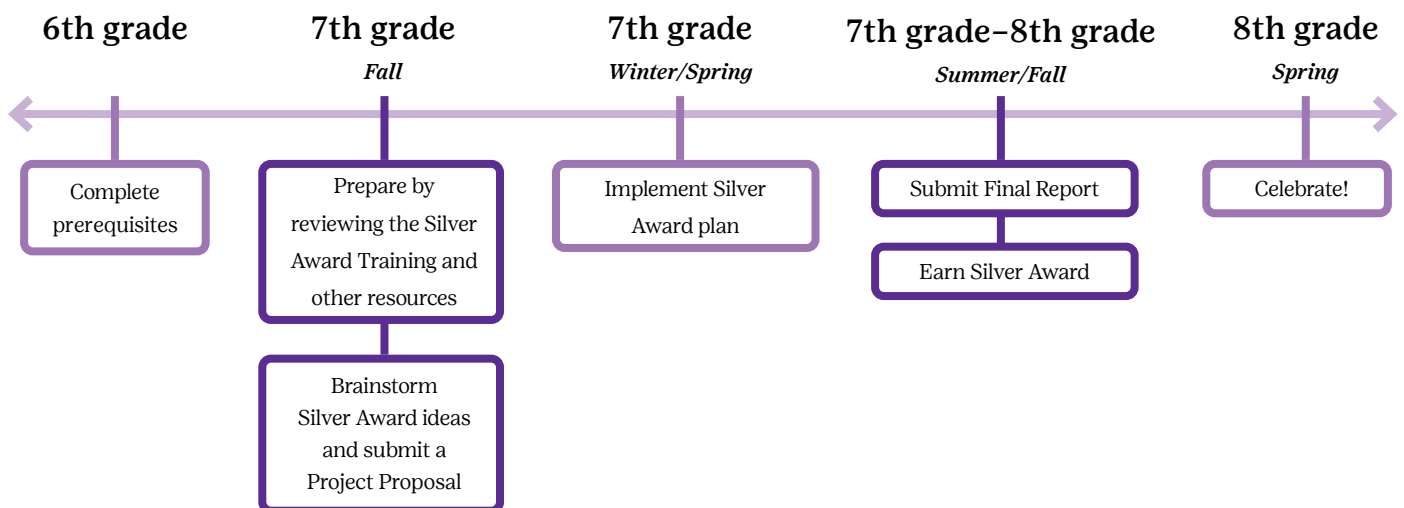 6th grade
Complete
prerequisites
7th grade
Fall
Prepare by
reviewing the Silver
Award Training and
other resources
Brainstorm
Silver Award ideas
and submit a
Project Proposal
7th grade
Winter/Spring
Implement Silver
Award plan
7th grade–8th grade
Summer/Fall
Submit Final Report
Earn Silver Award
8th grade
Spring
Celebrate!